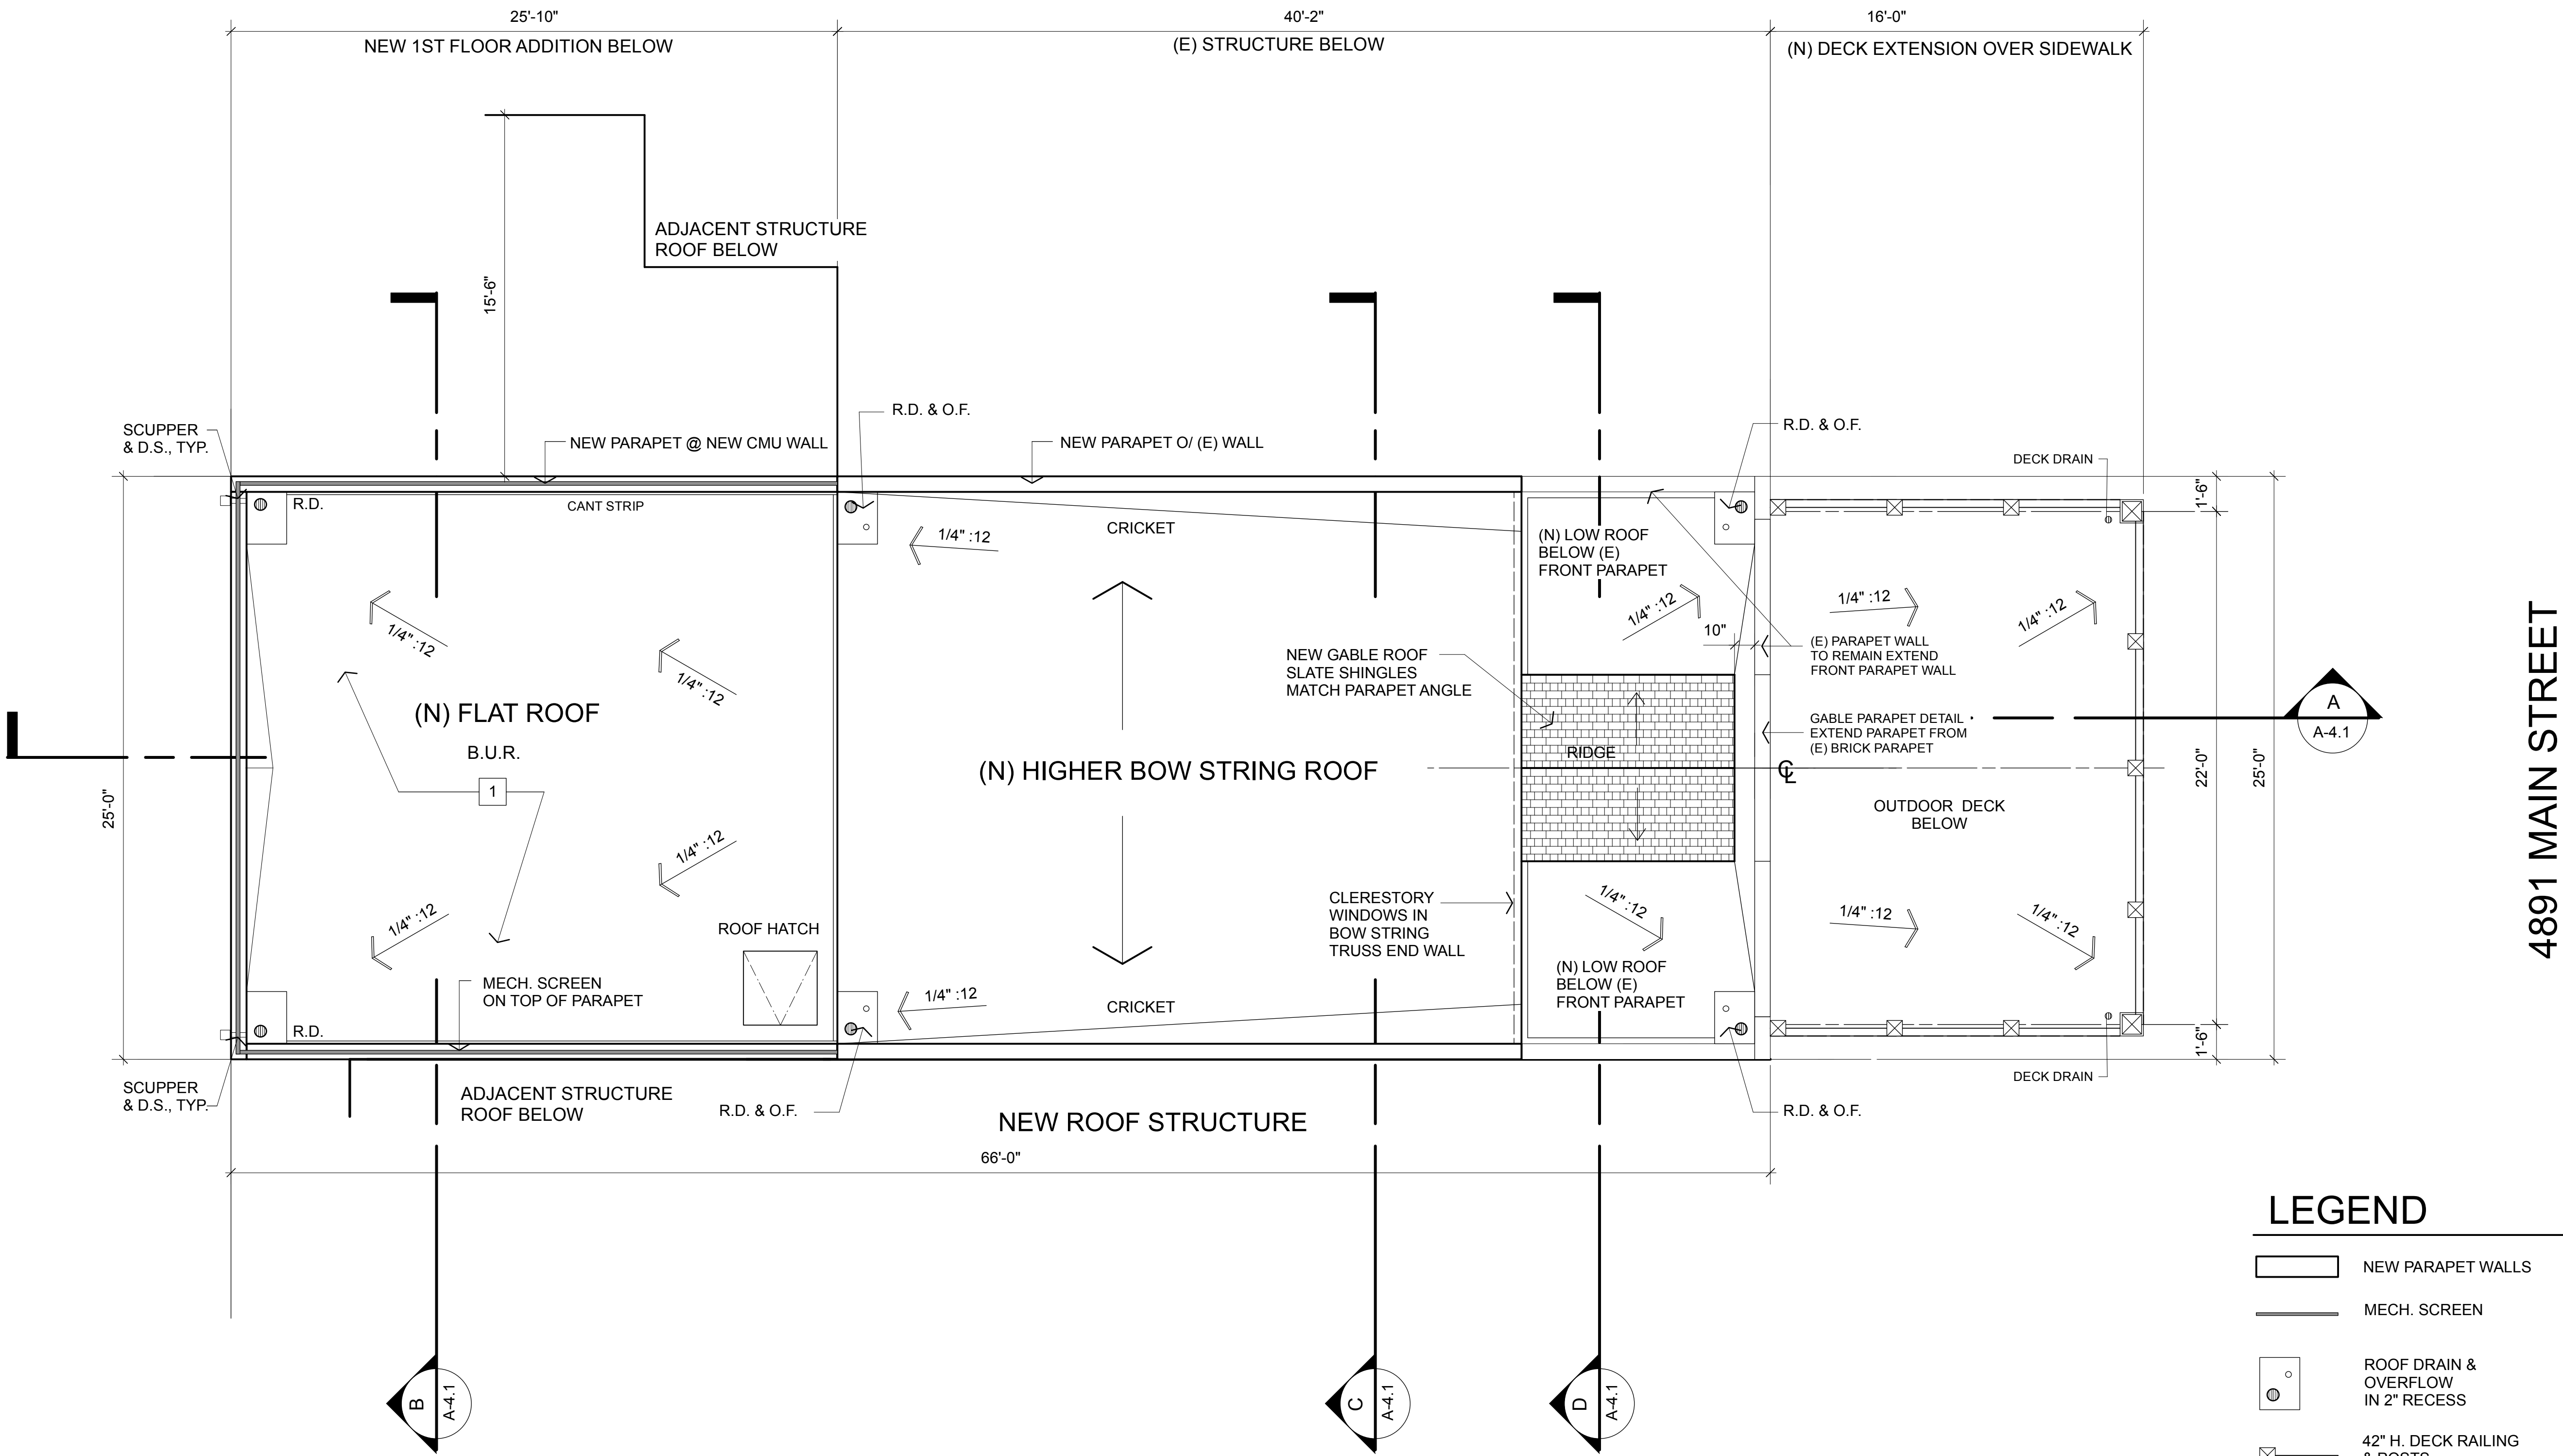 25'-10"
40'-2"
16'-0"
NEW 1ST FLOOR ADDITION BELOW
(E) STRUCTURE BELOW
(N) DECK EXTENSION OVER SIDEWALK
ADJACENT STRUCTURE
ROOF BELOW
15'-6"
SCUPPER
& D.S., TYP.
NEW PARAPET @ NEW CMU WALL
R.D. & O.F.
NEW PARAPET O/ (E) WALL
R.D. & O.F.
DECK DRAIN
R.D.
CANT STRIP
CRICKET
1/4" :12
(N) LOW ROOF
BELOW (E)
FRONT PARAPET
1'-6"
1/4" :12
1/4" :12
1/4" :12
1/4" :12
1/4" :12
10"
(E) PARAPET WALL
TO REMAIN EXTEND
FRONT PARAPET WALL
NEW GABLE ROOF
SLATE SHINGLES
MATCH PARAPET ANGLE
(N) FLAT ROOF
B.U.R.
1
(N) HIGHER BOW STRING ROOF
RIDGE
GABLE PARAPET DETAIL
EXTEND PARAPET FROM
(E) BRICK PARAPET
CL
A
A-4.1
25'-0"
22'-0"
25'-0"
OUTDOOR DECK
BELOW
4891 MAIN STREET
1/4" :12
1/4" :12
1/4" :12
1/4" :12
1/4" :12
ROOF HATCH
CLERESTORY
WINDOWS IN
BOW STRING
TRUSS END WALL
MECH. SCREEN
ON TOP OF PARAPET
1/4" :12
CRICKET
(N) LOW ROOF
BELOW (E)
FRONT PARAPET
R.D.
1'-6"
SCUPPER
& D.S., TYP.
ADJACENT STRUCTURE
ROOF BELOW
R.D. & O.F.
NEW ROOF STRUCTURE
R.D. & O.F.
DECK DRAIN
66'-0"
LEGEND
NEW PARAPET WALLS
MECH. SCREEN
ROOF DRAIN &
OVERFLOW
IN 2" RECESS
42" H. DECK RAILING
& POSTS
B
A-4.1
C
A-4.1
D
A-4.1